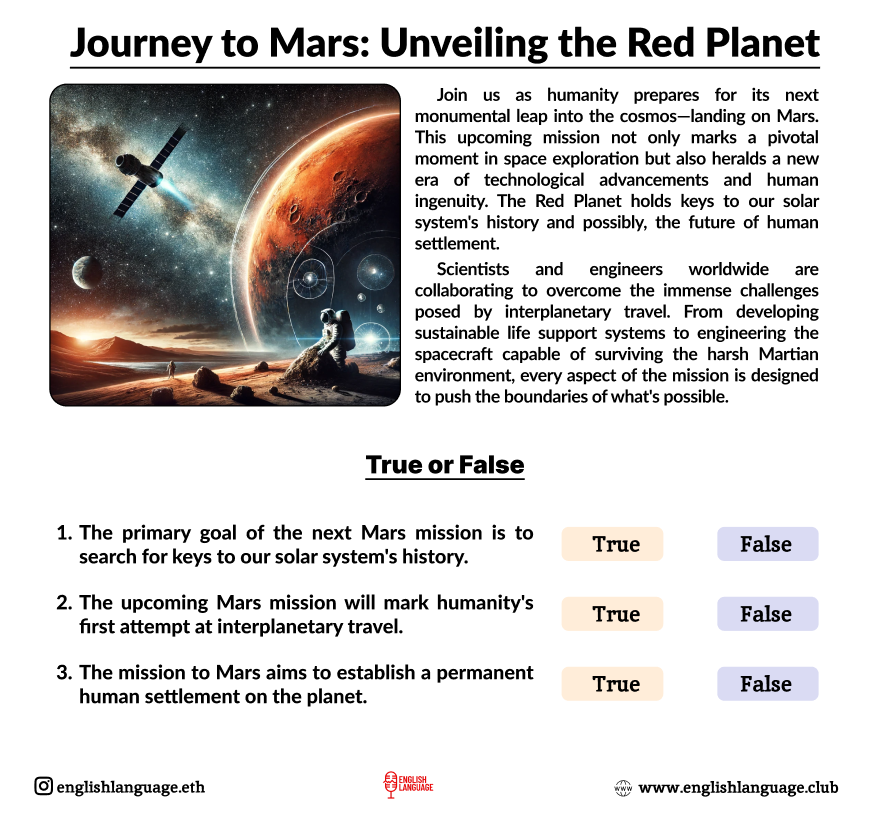 Journey to Mars: Unveiling the Red Planet
Join us as humanity prepares for its next
monumental leap into the cosmos—landing on Mars.
This upcoming mission not only marks a pivotal
moment in space exploration but also heralds a new
era of technological advancements and human
ingenuity. The Red Planet holds keys to our solar
system's history and possibly, the future of human
settlement.
Scientists and engineers worldwide are
collaborating to overcome the immense challenges
posed by interplanetary travel. From developing
sustainable life support systems to engineering the
spacecraft capable of surviving the harsh Martian
environment, every aspect of the mission is designed
to push the boundaries of what's possible.
True or False
1. The primary goal of the next Mars mission is to
search for keys to our solar system's history.
True False
2. The upcoming Mars mission will mark humanity's
first attempt at interplanetary travel.
True False
3. The mission to Mars aims to establish a permanent
human settlement on the planet.
True False
englishlanguage.eth
ENGLISH
LANGUAGE
www www.englishlanguage.club